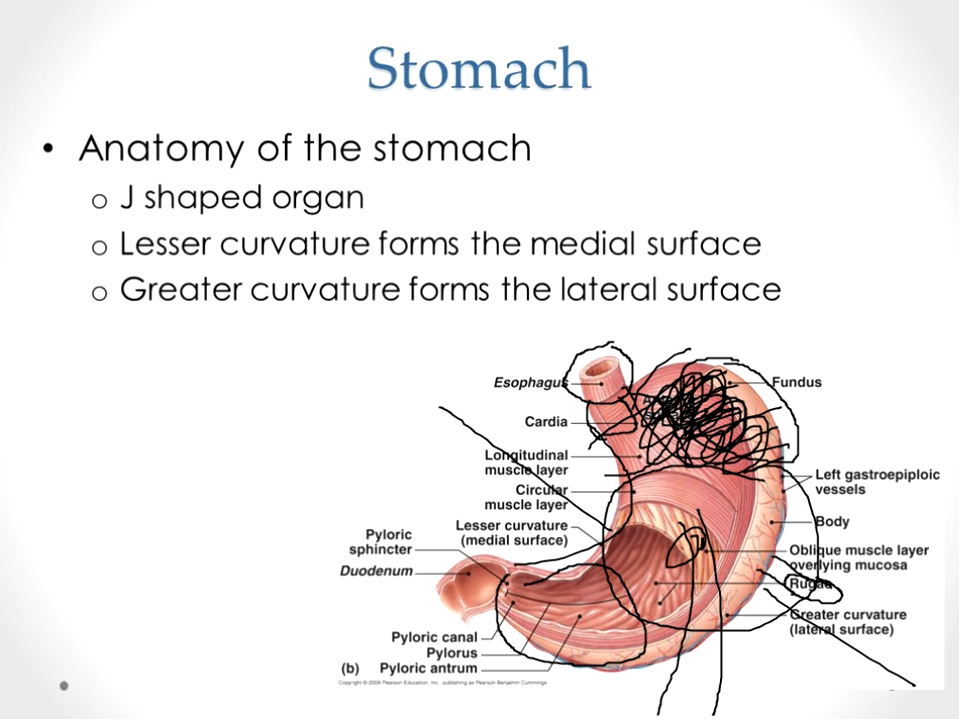 Stomach
• Anatomy of the stomach
o J shaped organ
o Lesser curvature forms the medial surface
o Greater curvature forms the lateral surface
Esophagus
Fundus
Cardia
Longitudinal
muscle layer
Circular
muscle layer
Lesser curvature
(medial surface)
Left gastroepiploic
vessels
Body
Pyloric
sphincter
Duodenum
Oblique muscle layer
overlying mucosa
Rugae
Greater curvature
(lateral surface)
Pyloric canal
Pylorus
(b) Pyloric antrum
Copyright © 2009 Pearson Education, Inc. publishing as Pearson Benjamin Cummings